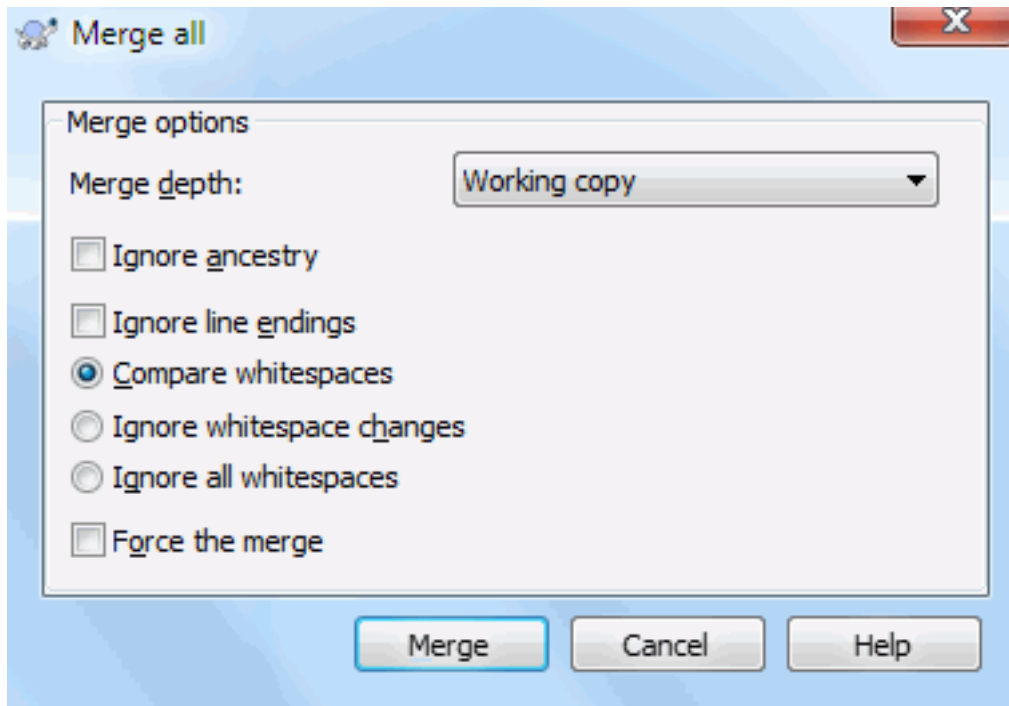 Merge all
Merge options
Merge depth: Working copy
Ignore ancestry
Ignore line endings
Compare whitespaces
Ignore whitespace changes
Ignore all whitespaces
Force the merge
Merge Cancel Help